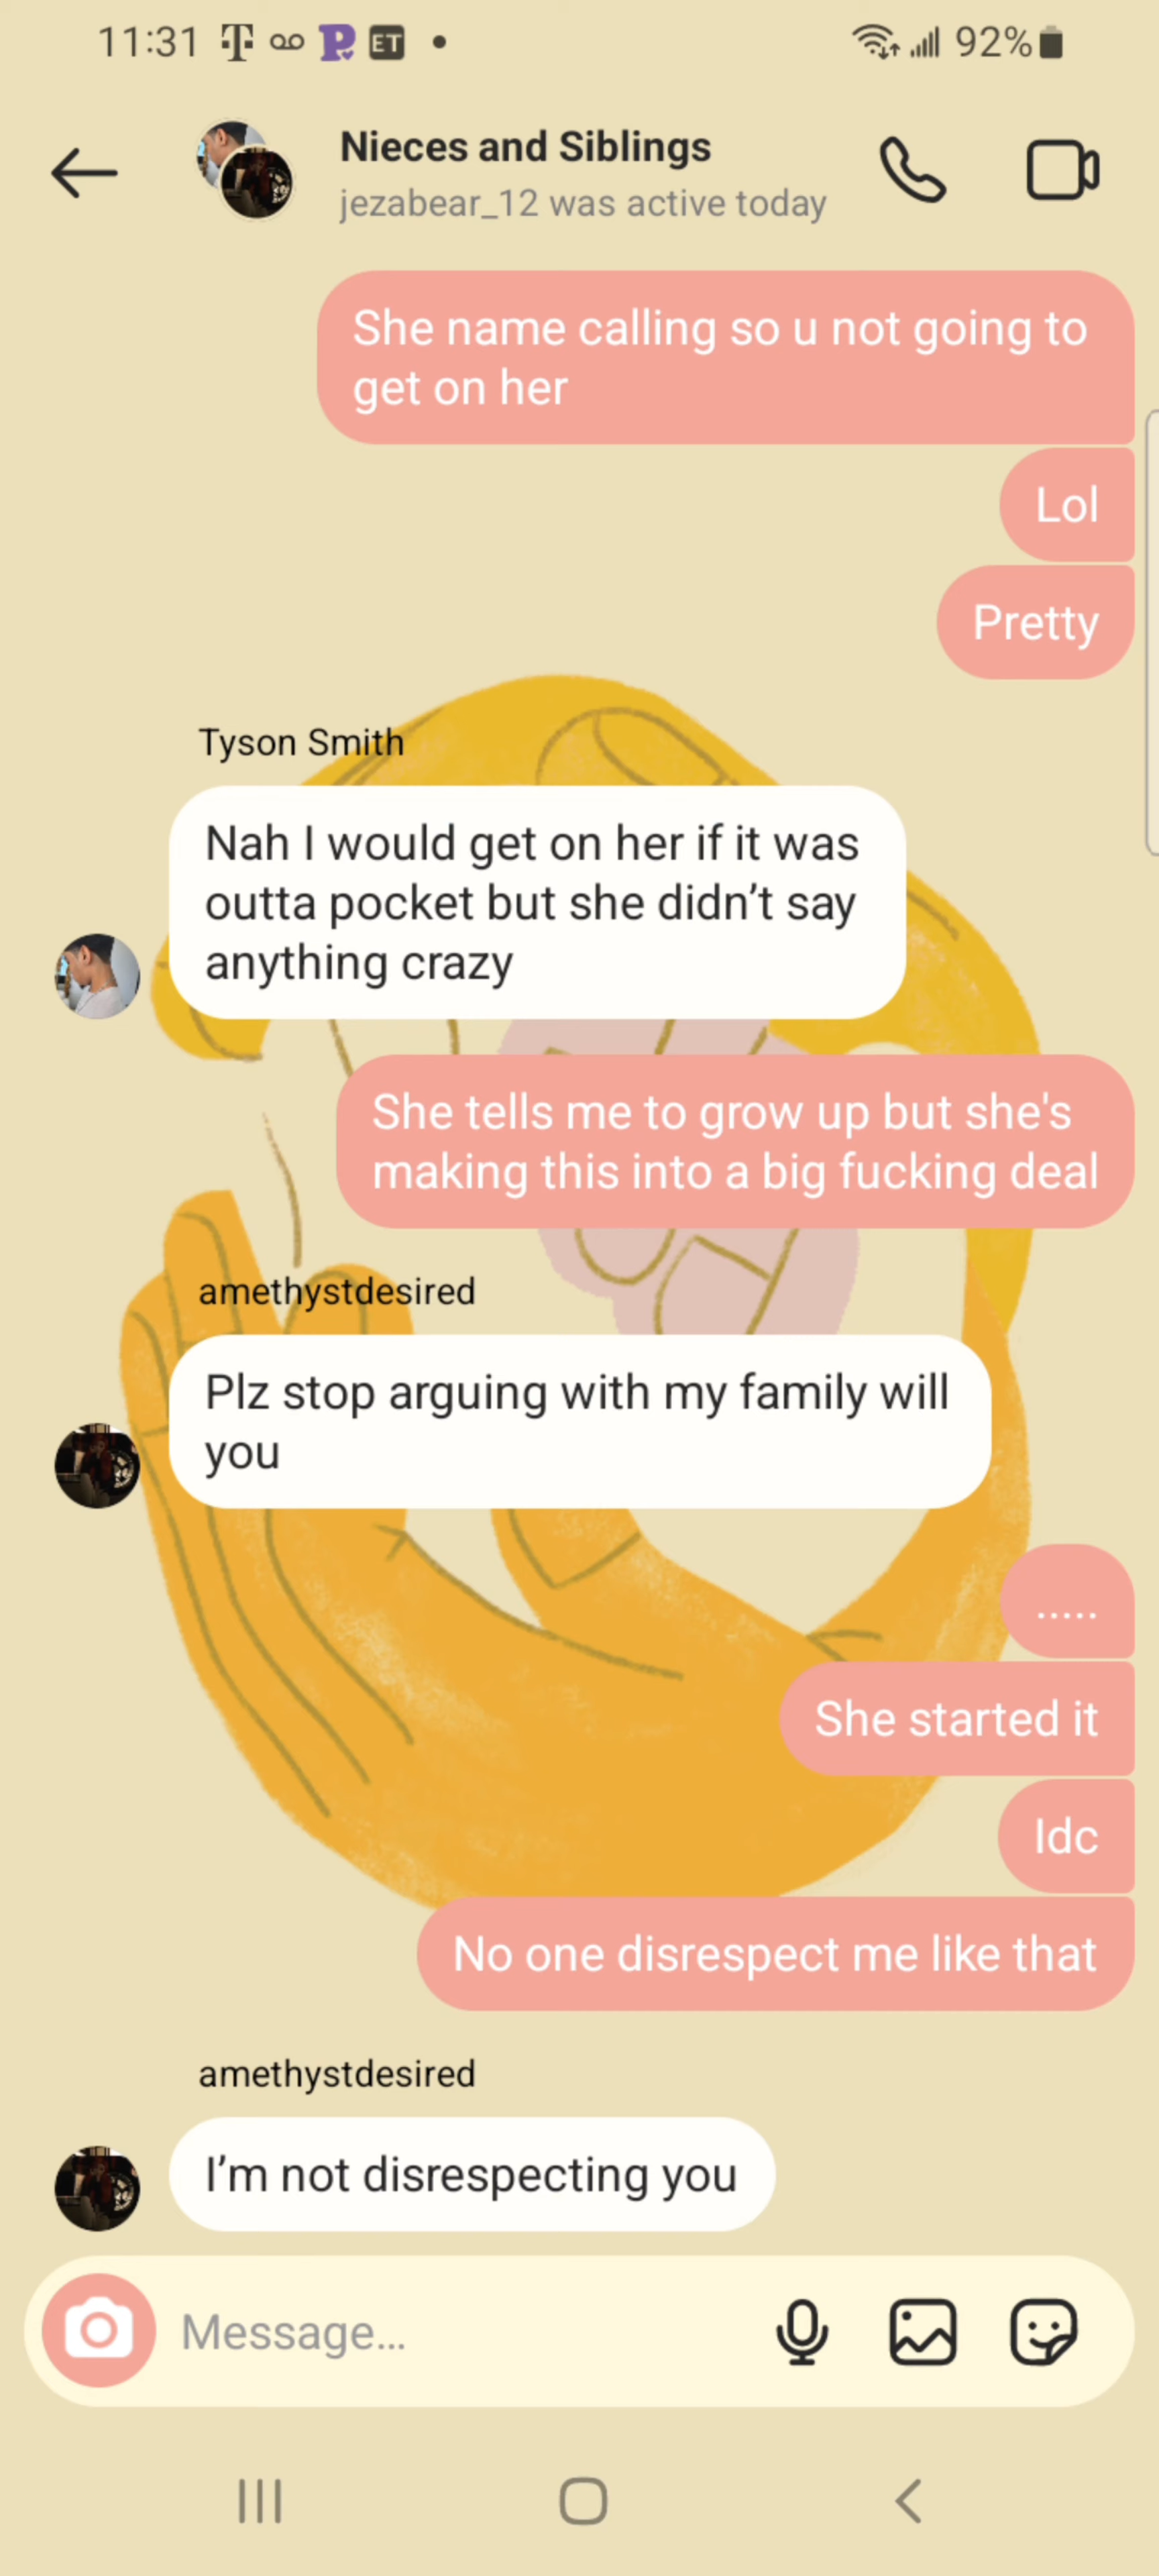 11:31
P
ET
92%
Nieces and Siblings
jezabear_12 was active today
She name calling so u not going to
get on her
Lol
Pretty
Tyson Smith
Nah I would get on her if it was
outta pocket but she didn’t say
anything crazy
She tells me to grow up but she's
making this into a big fucking deal
amethystdesired
Plz stop arguing with my family will
you
.....
She started it
Idc
No one disrespect me like that
amethystdesired
I’m not disrespecting you
Message...